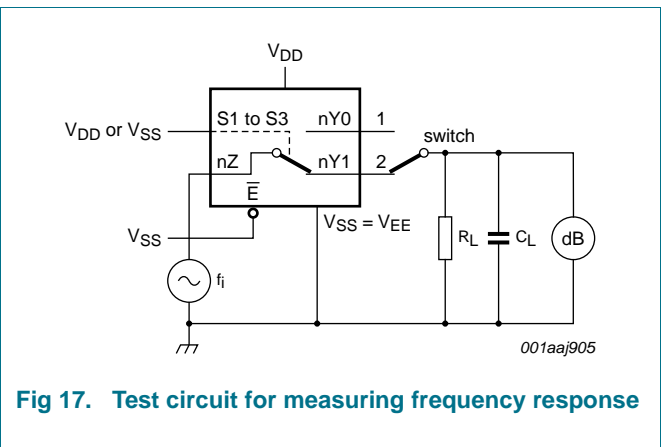 VDD
S1 to S3
nY0
1
VDD or VSS
switch
nZ
nY1
2
E
VSS = VEE
VSS
RL
CL
dB
fi
001aaj905
Fig 17. Test circuit for measuring frequency response